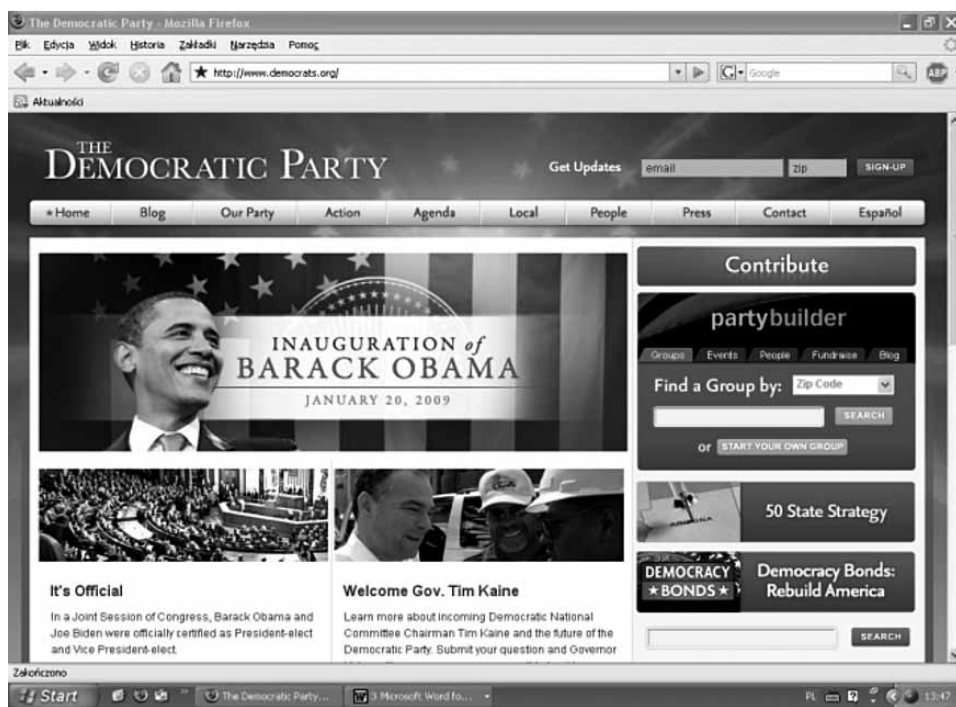 The Democratic Party - Mozilla Firefox
Plik Edycja Widok Historia Zakładki Narzędzia Pomoc
http://www.democrats.org/
G Google
ABP
Aktualności
THE
DEMOCRATIC PARTY
Get Updates email zip SIGN-UP
Home Blog Our Party Action Agenda Local People Press Contact Español
INAUGURATION of
BARACK OBAMA
JANUARY 20, 2009
Contribute
partybuilder
Groups Events People Fundraise Blog
Find a Group by: Zip Code
SEARCH
or START YOUR OWN GROUP
50 State Strategy
DEMOCRACY
★BONDS★
Democracy Bonds:
Rebuild America
SEARCH
It's Official
In a Joint Session of Congress, Barack Obama and
Joe Biden were officially certified as President-elect
and Vice President-elect.
Welcome Gov. Tim Kaine
Learn more about incoming Democratic National
Committee Chairman Tim Kaine and the future of the
Democratic Party. Submit your question and Governor
Zakończono
Start The Democratic Party... 3 Microsoft Word fo... PL 13:47